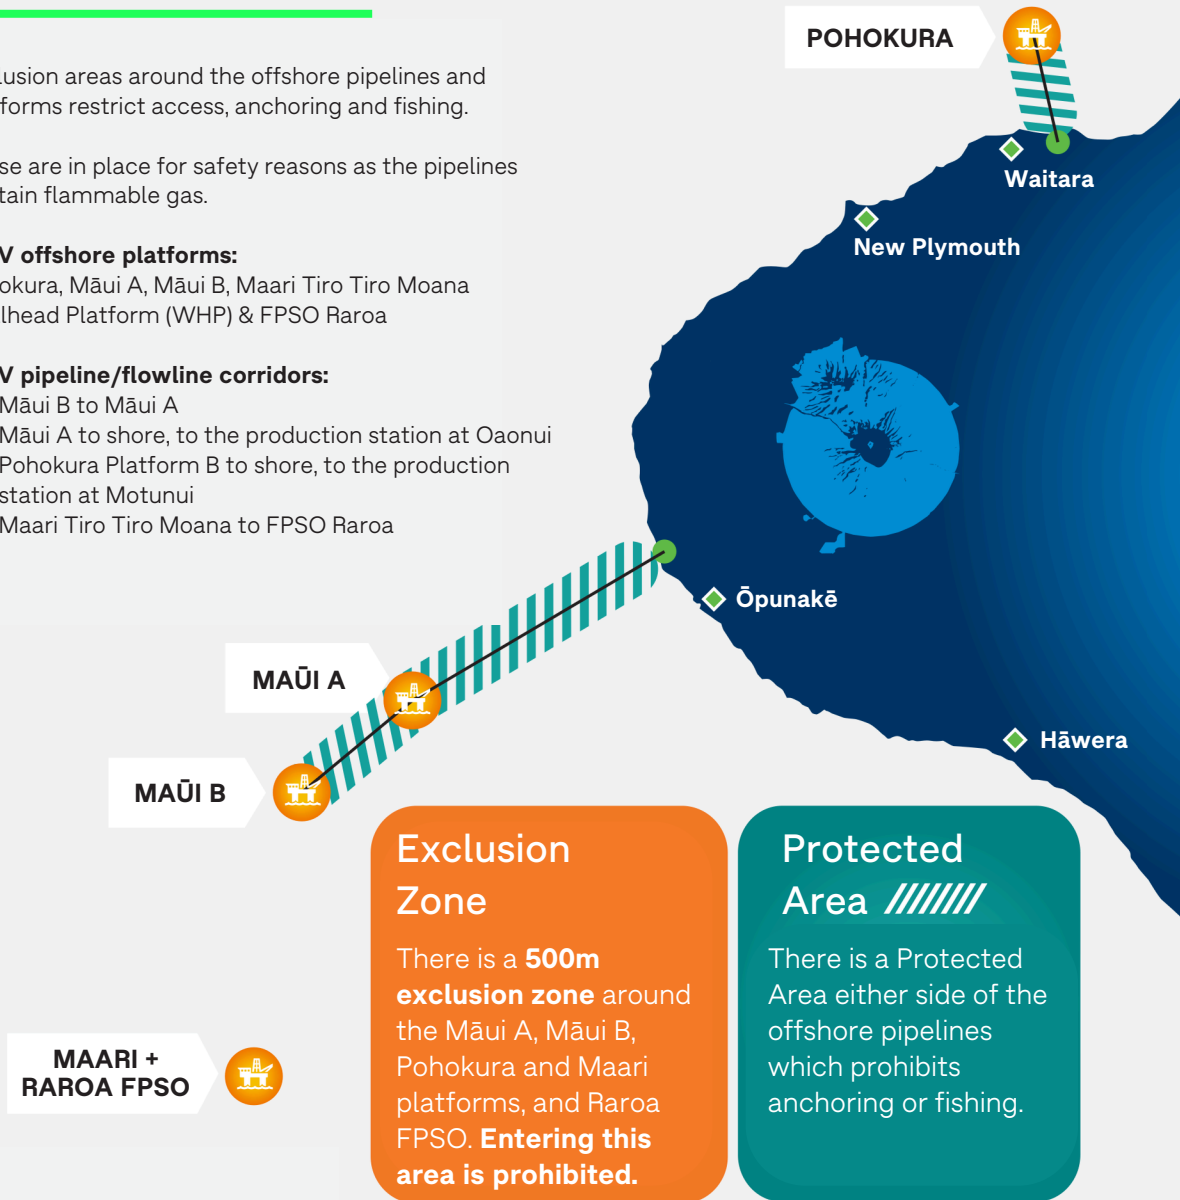 lusion areas around the offshore pipelines and
forms restrict access, anchoring and fishing.
se are in place for safety reasons as the pipelines
tain flammable gas.
V offshore platforms:
okura, Māui A, Māui B, Maari Tiro Tiro Moana
lhead Platform (WHP) & FPSO Raroa
V pipeline/flowline corridors:
Māui B to Māui A
Māui A to shore, to the production station at Oaonui
Pohokura Platform B to shore, to the production
station at Motunui
Maari Tiro Tiro Moana to FPSO Raroa
POHOKURA
Waitara
New Plymouth
Ōpunakē
Hāwera
MAŪI A
MAŪI B
MAARI +
RAROA FPSO
Exclusion
Zone
There is a 500m
exclusion zone around
the Māui A, Māui B,
Pohokura and Maari
platforms, and Raroa
FPSO. Entering this
area is prohibited.
Protected
Area
There is a Protected
Area either side of the
offshore pipelines
which prohibits
anchoring or fishing.